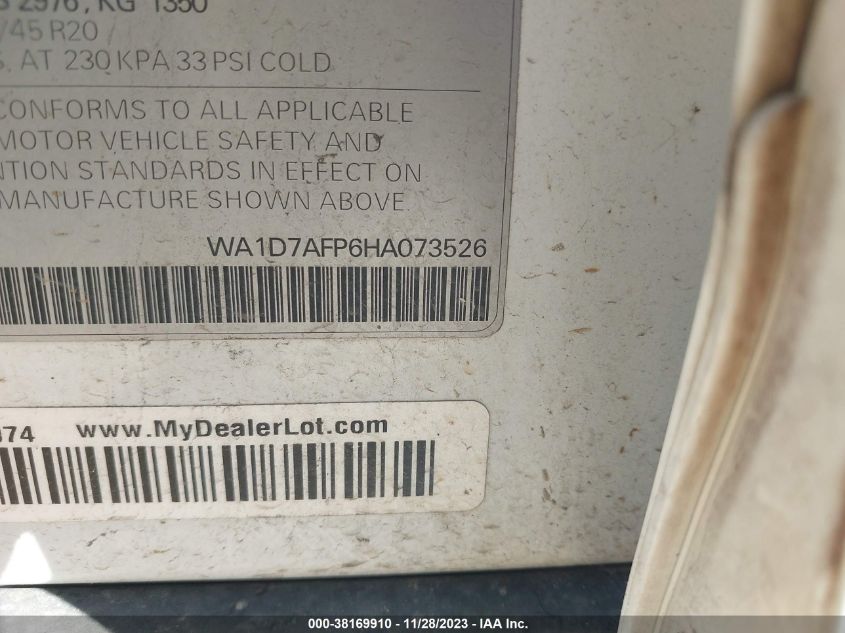 2976, KG 1350
/45 R20
S, AT 230 KPA 33 PSI COLD
CONFORMS TO ALL APPLICABLE
MOTOR VEHICLE SAFETY AND
NTION STANDARDS IN EFFECT ON
MANUFACTURE SHOWN ABOVE
WA1D7AFP6HA073526
074 www.MyDealerLot.com
000-38169910 - 11/28/2023 - IAA Inc.